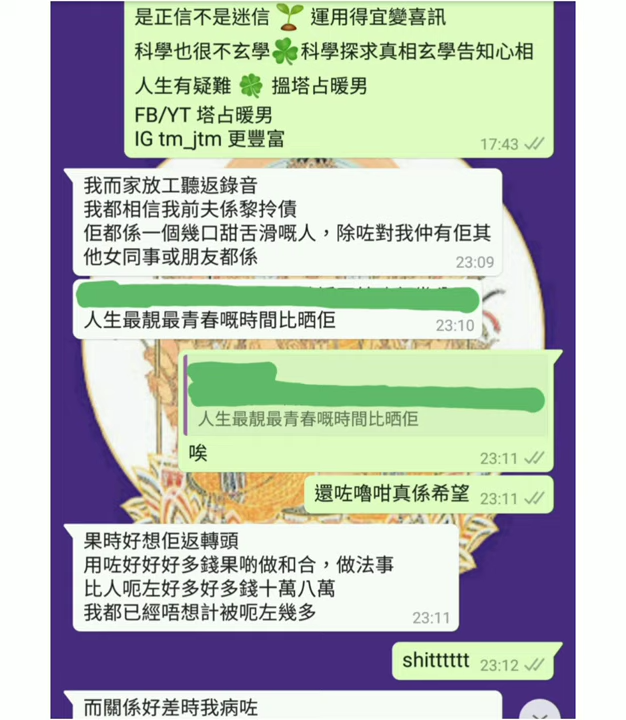 是正信不是迷信🌱運用得宜變喜訊
科學也很不玄學🍀科學探求真相玄學告知心相
人生有疑難🍀 搵塔占暖男
FB/YT 塔占暖男
IG tm_jtm 更豐富
17:43
我而家放工聽返錄音
我都相信我前夫係黎拎債
佢都係一個幾口甜舌滑嘅人，除咗對我仲有佢其
他女同事或朋友都係
23:09
人生最靚最青春嘅時間比晒佢
23:10
人生最靚最青春嘅時間比晒佢
唉
23:11
還咗嚕咁真係希望 23:11
果時好想佢返轉頭
用咗好好好多錢果啲做和合，做法事
比人呃左好多好多錢十萬八萬
我都已經唔想計被呃左幾多
23:11
shitttttt 23:12
而關係好差時我病咗